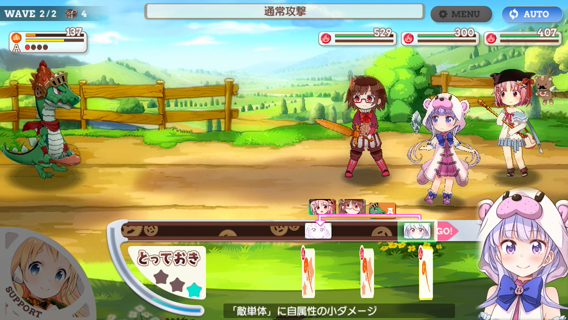 WAVE 2/2 4
通常攻撃
MENU
AUTO
137
A
529
300
407
GO!
とっておき
SUPPORT
「敵単体」に自属性の小ダメージ